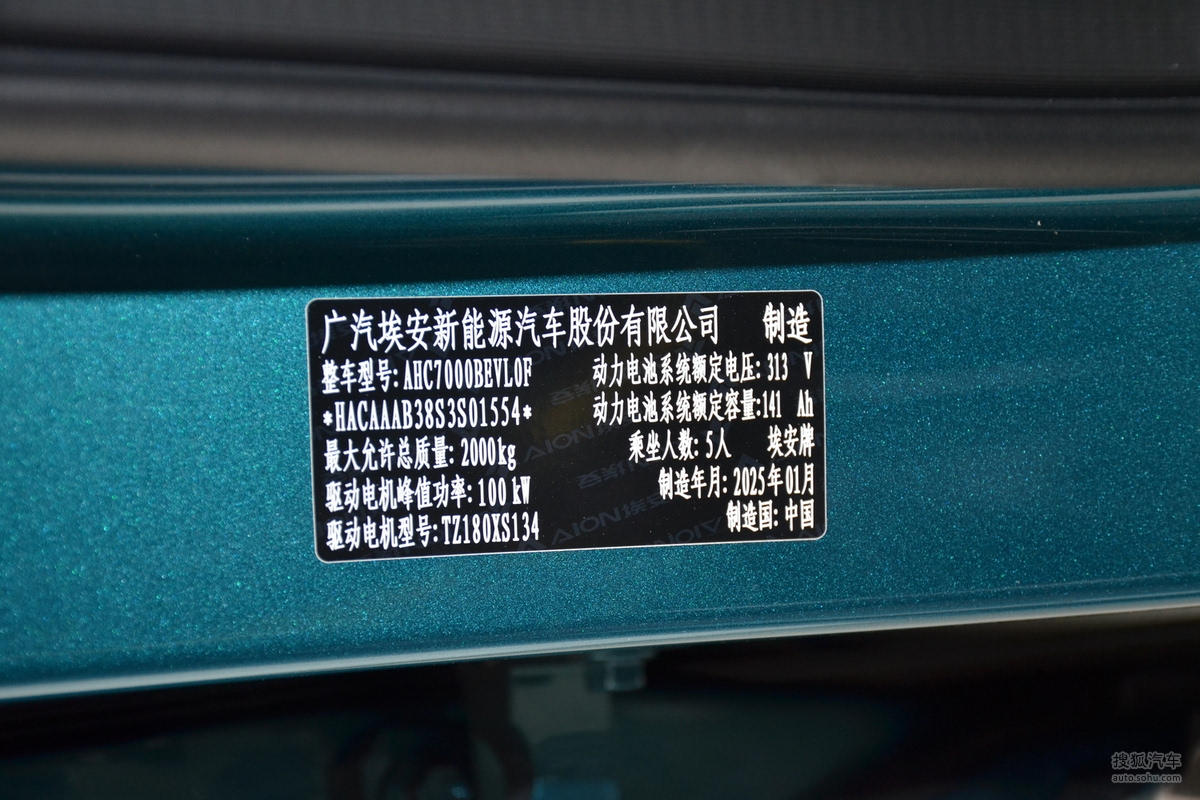 广汽埃安新能源汽车股份有限公司 制造
整车型号: AHC7000BEVL0F 动力电池系统额定电压: 313 V
*HACAAAB38S3S01554* 动力电池系统额定容量:141 Ah
最大允许总质量: 2000kg 乘坐人数: 5人 埃安牌
驱动电机峰值功率: 100 kW 制造年月: 2025年01月
驱动电机型号: TZ180XS134 制造国: 中国
搜狐汽车
auto.sohu.com